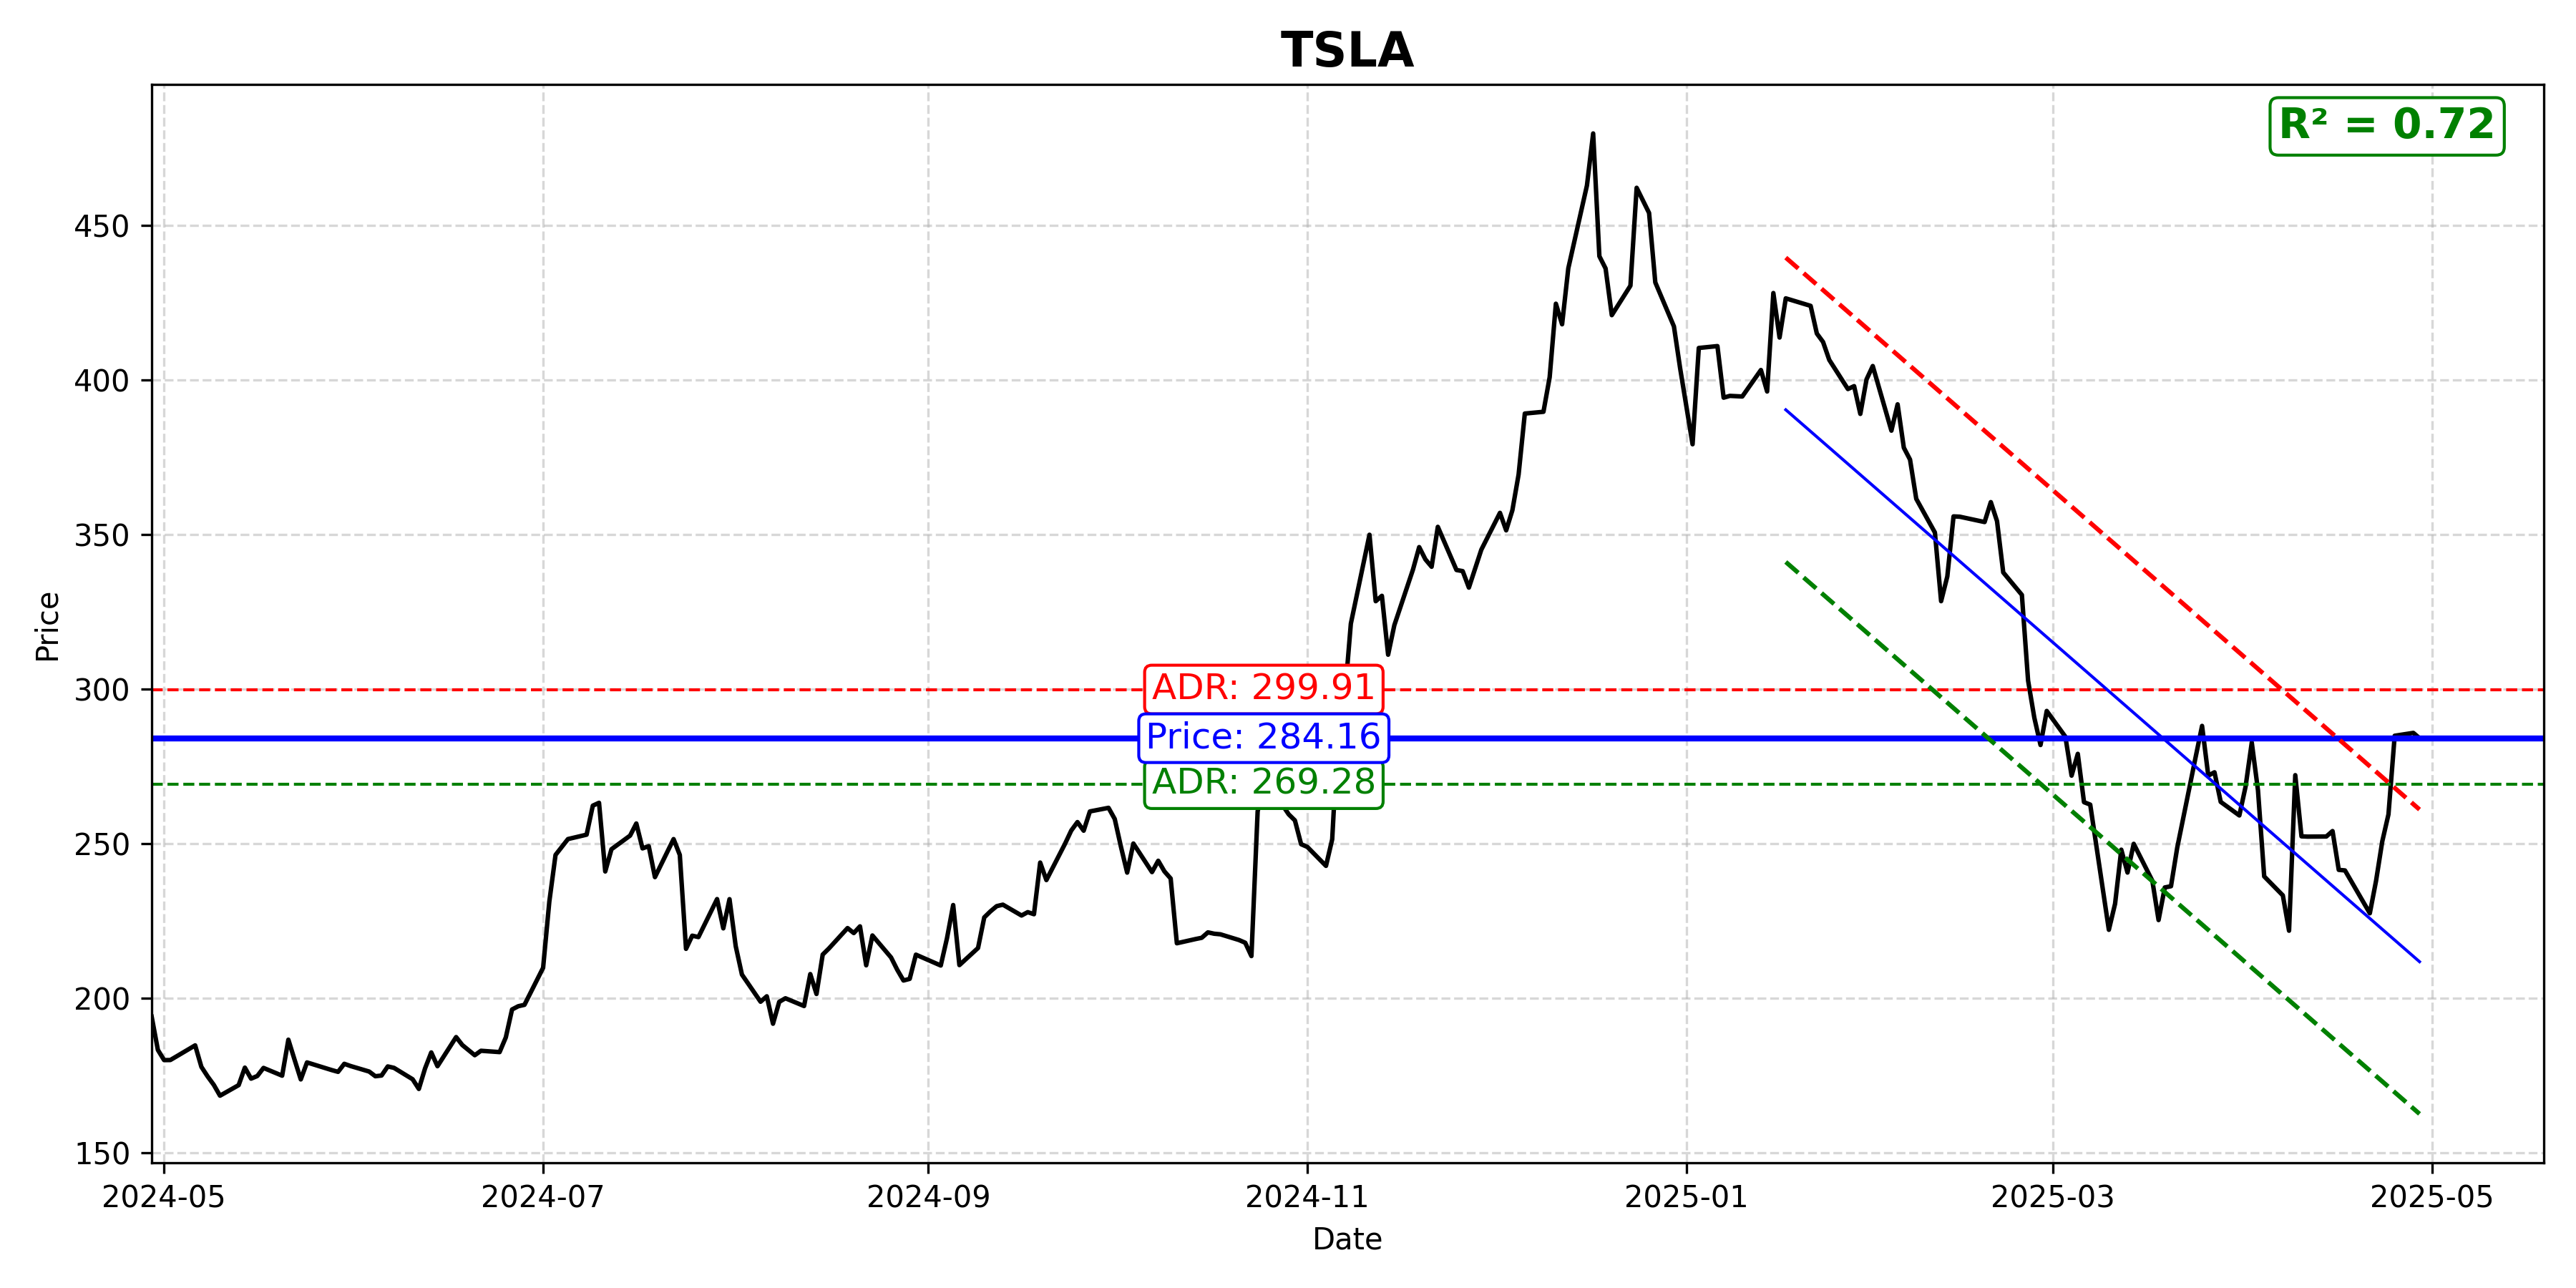 TSLA
R² = 0.72
450
400
350
300
250
200
150
Price
ADR: 299.91
Price: 284.16
ADR: 269.28
2024-05
2024-07
2024-09
2024-11
2025-01
2025-03
2025-05
Date